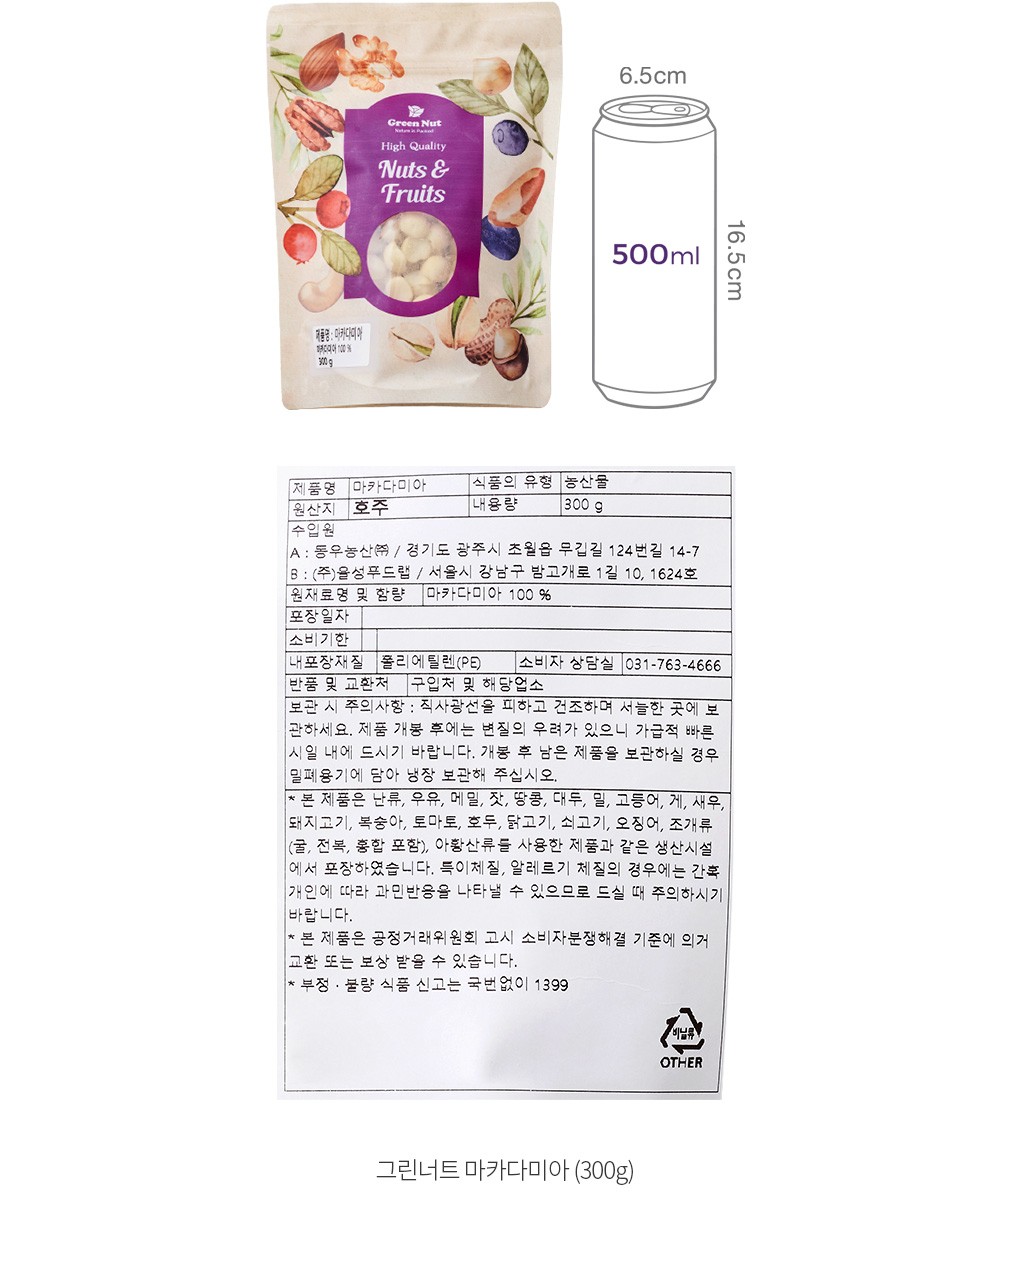 Green Nut
Nature is Packed
High Quality
Nuts &
Fruits
제품명 : 마카다미아
마카다미아 100 %
300 g
6.5cm
500ml
16.5cm
제품명 마카다미아 식품의 유형 농산물
원산지 호주 내용량 300 g
수입원
A : 동우농산㈜ / 경기도 광주시 초월읍 무갑길 124번길 14-7
B : (주)율성푸드랩 / 서울시 강남구 밤고개로 1길 10, 1624호
원재료명 및 함량 마카다미아 100 %
포장일자
소비기한
내포장재질 폴리에틸렌(PE) 소비자 상담실 031-763-4666
반품 및 교환처 구입처 및 해당업소
보관 시 주의사항 : 직사광선을 피하고 건조하며 서늘한 곳에 보
관하세요. 제품 개봉 후에는 변질의 우려가 있으니 가급적 빠른
시일 내에 드시기 바랍니다. 개봉 후 남은 제품을 보관하실 경우
밀폐용기에 담아 냉장 보관해 주십시오.
* 본 제품은 난류, 우유, 메밀, 잣, 땅콩, 대두, 밀, 고등어, 게, 새우,
돼지고기, 복숭아, 토마토, 호두, 닭고기, 쇠고기, 오징어, 조개류
(굴, 전복, 홍합 포함), 아황산류를 사용한 제품과 같은 생산시설
에서 포장하였습니다. 특이체질, 알레르기 체질의 경우에는 간혹
개인에 따라 과민반응을 나타낼 수 있으므로 드실 때 주의하시기
바랍니다.
* 본 제품은 공정거래위원회 고시 소비자분쟁해결 기준에 의거
교환 또는 보상 받을 수 있습니다.
* 부정 · 불량 식품 신고는 국번없이 1399
비닐류
OTHER
그린너트 마카다미아 (300g)